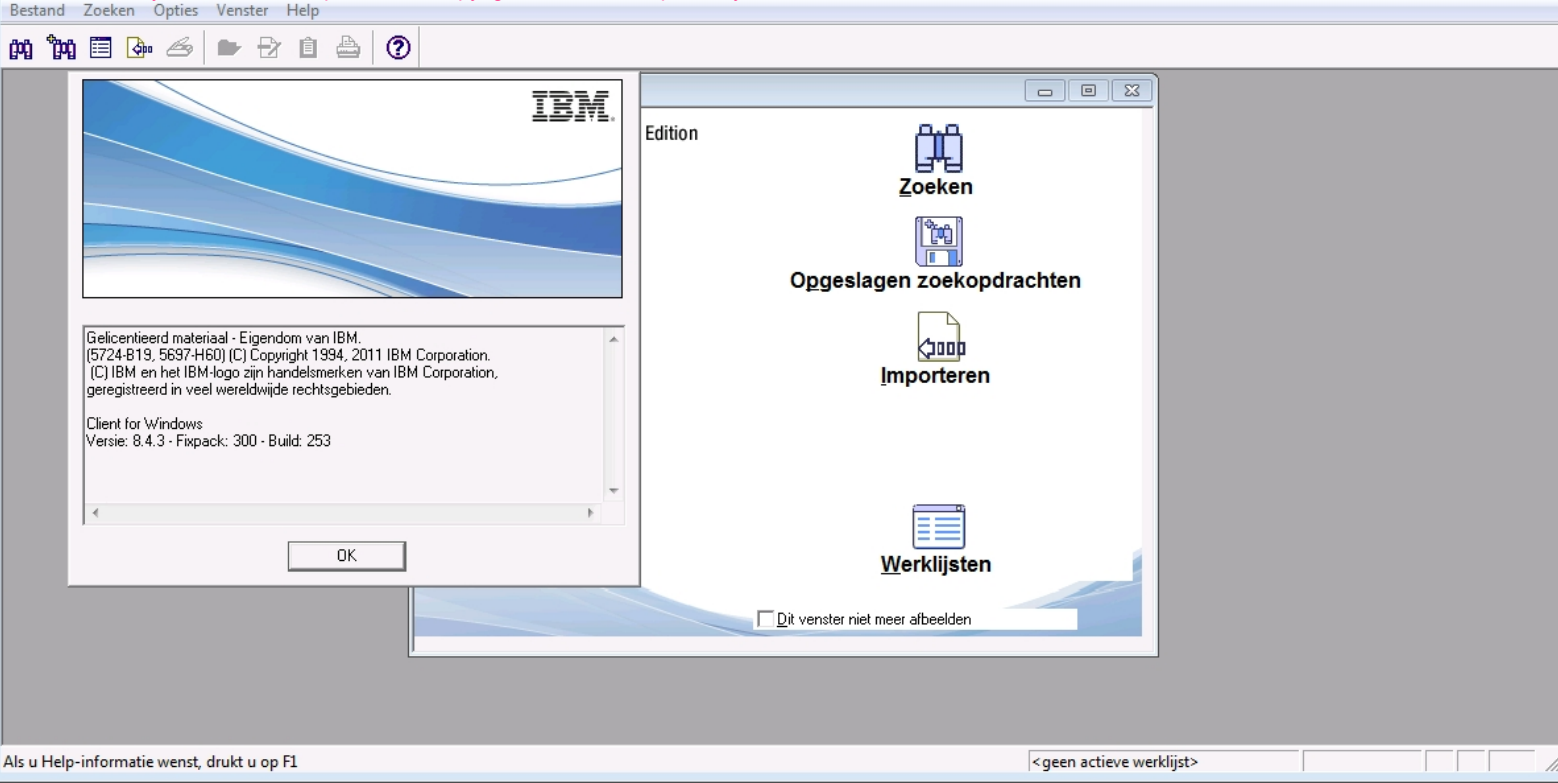 Bestand Zoeken Opties Venster Help
IBM.
Gelicentieerd materiaal - Eigendom van IBM.
(5724-B19, 5697-H60) (C) Copyright 1994, 2011 IBM Corporation.
(C) IBM en het IBM-logo zijn handelsmerken van IBM Corporation,
geregistreerd in veel wereldwijde rechtsgebieden.
Client for Windows
Versie: 8.4.3 - Fixpack: 300 - Build: 253
OK
Edition
Zoeken
Opgeslagen zoekopdrachten
Importeren
Werklijsten
Dit venster niet meer afbeelden
Als u Help-informatie wenst, drukt u op F1
<geen actieve werklijst>